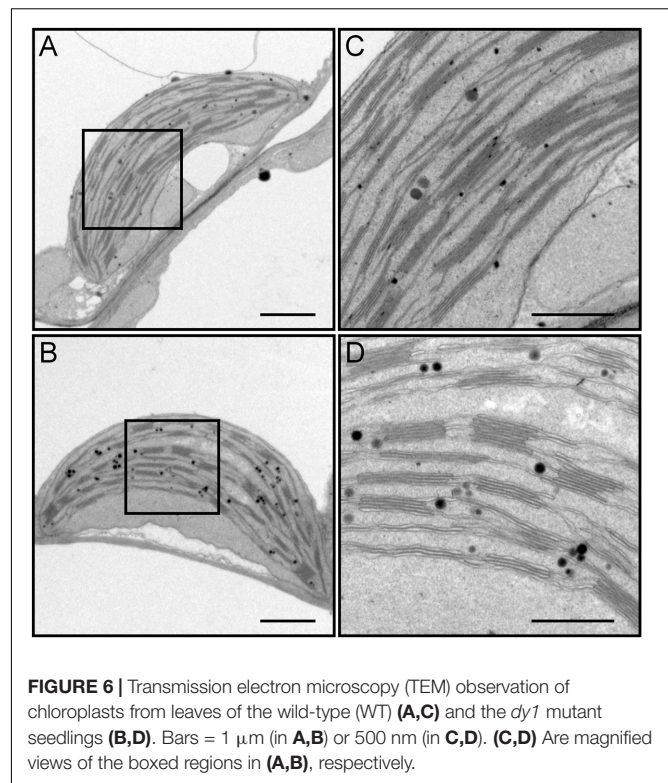 A
C
B
D
FIGURE 6 | Transmission electron microscopy (TEM) observation of
chloroplasts from leaves of the wild-type (WT) (A,C) and the dy1 mutant
seedlings (B,D). Bars = 1 μm (in A,B) or 500 nm (in C,D). (C,D) Are magnified
views of the boxed regions in (A,B), respectively.